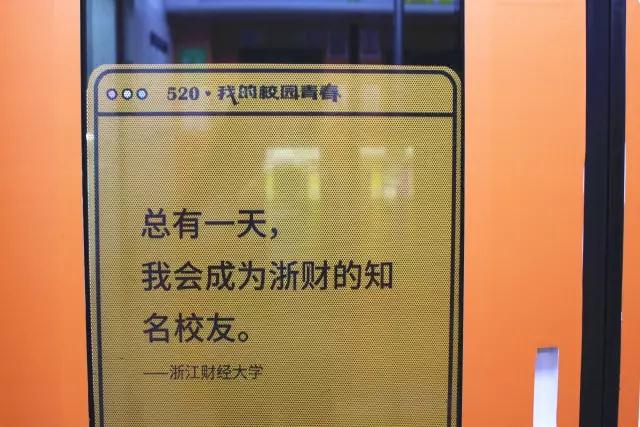 520·我的校园青春
总有一天，
我会成为浙财的知
名校友。
——浙江财经大学